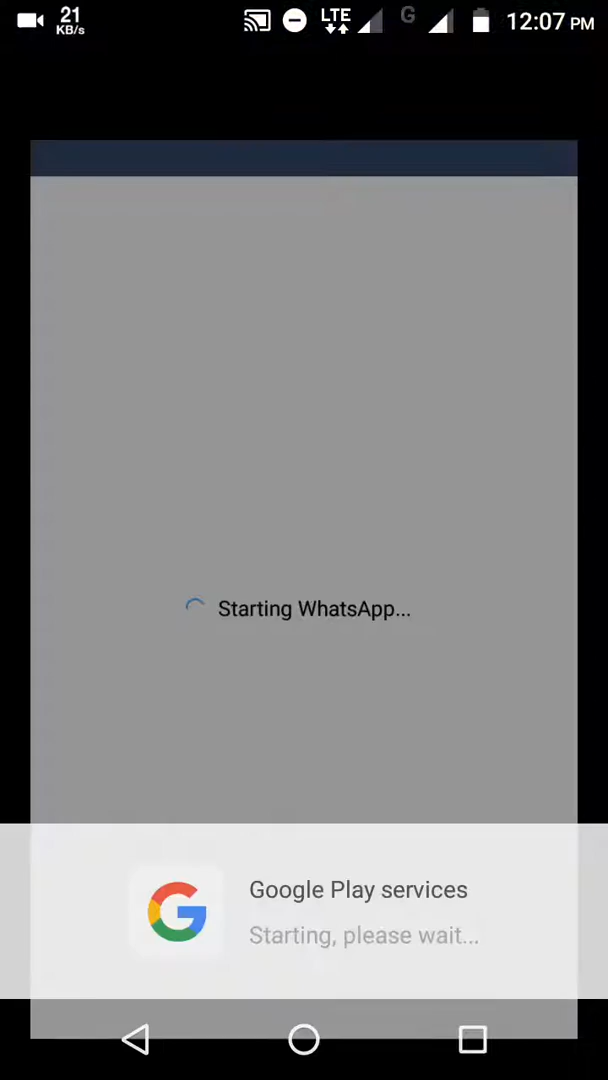 21
KB/s
LTE
G
12:07 PM
Starting WhatsApp...
Google Play services
Starting, please wait...